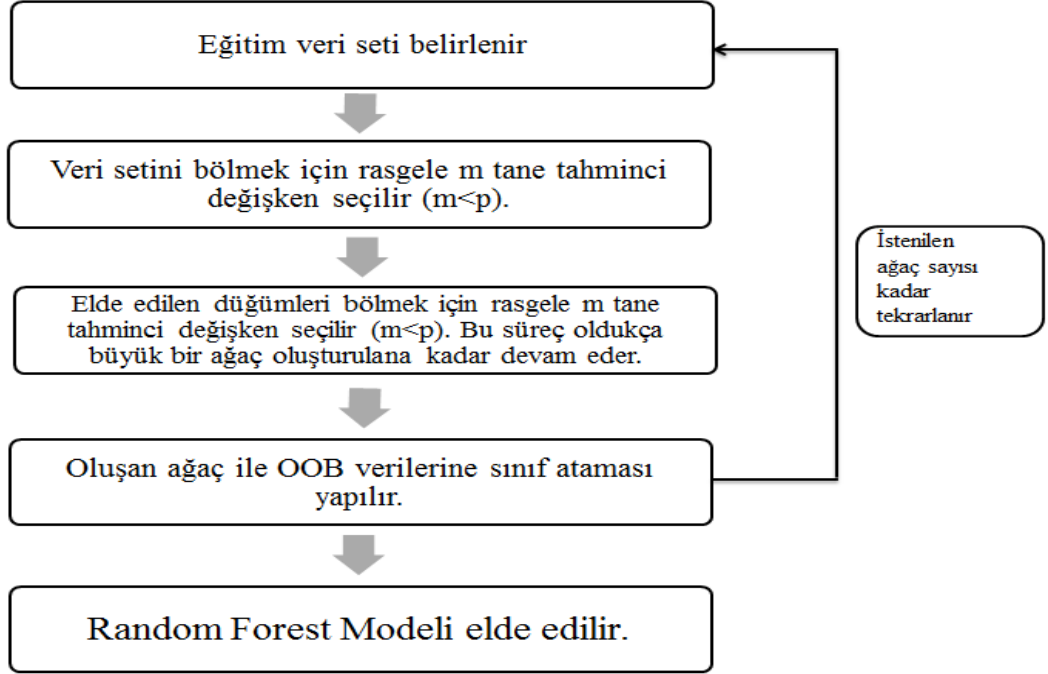 Eğitim veri seti belirlenir
Veri setini bölmek için rasgele m tane tahminci
değişken seçilir (m<p).
Elde edilen düğümleri bölmek için rasgele m tane
tahminci değişken seçilir (m<p). Bu süreç oldukça
büyük bir ağaç oluşturulana kadar devam eder.
Oluşan ağaç ile OOB verilerine sınıf ataması
yapılır.
Random Forest Modeli elde edilir.
İstenilen
ağaç sayısı
kadar
tekrarlanır